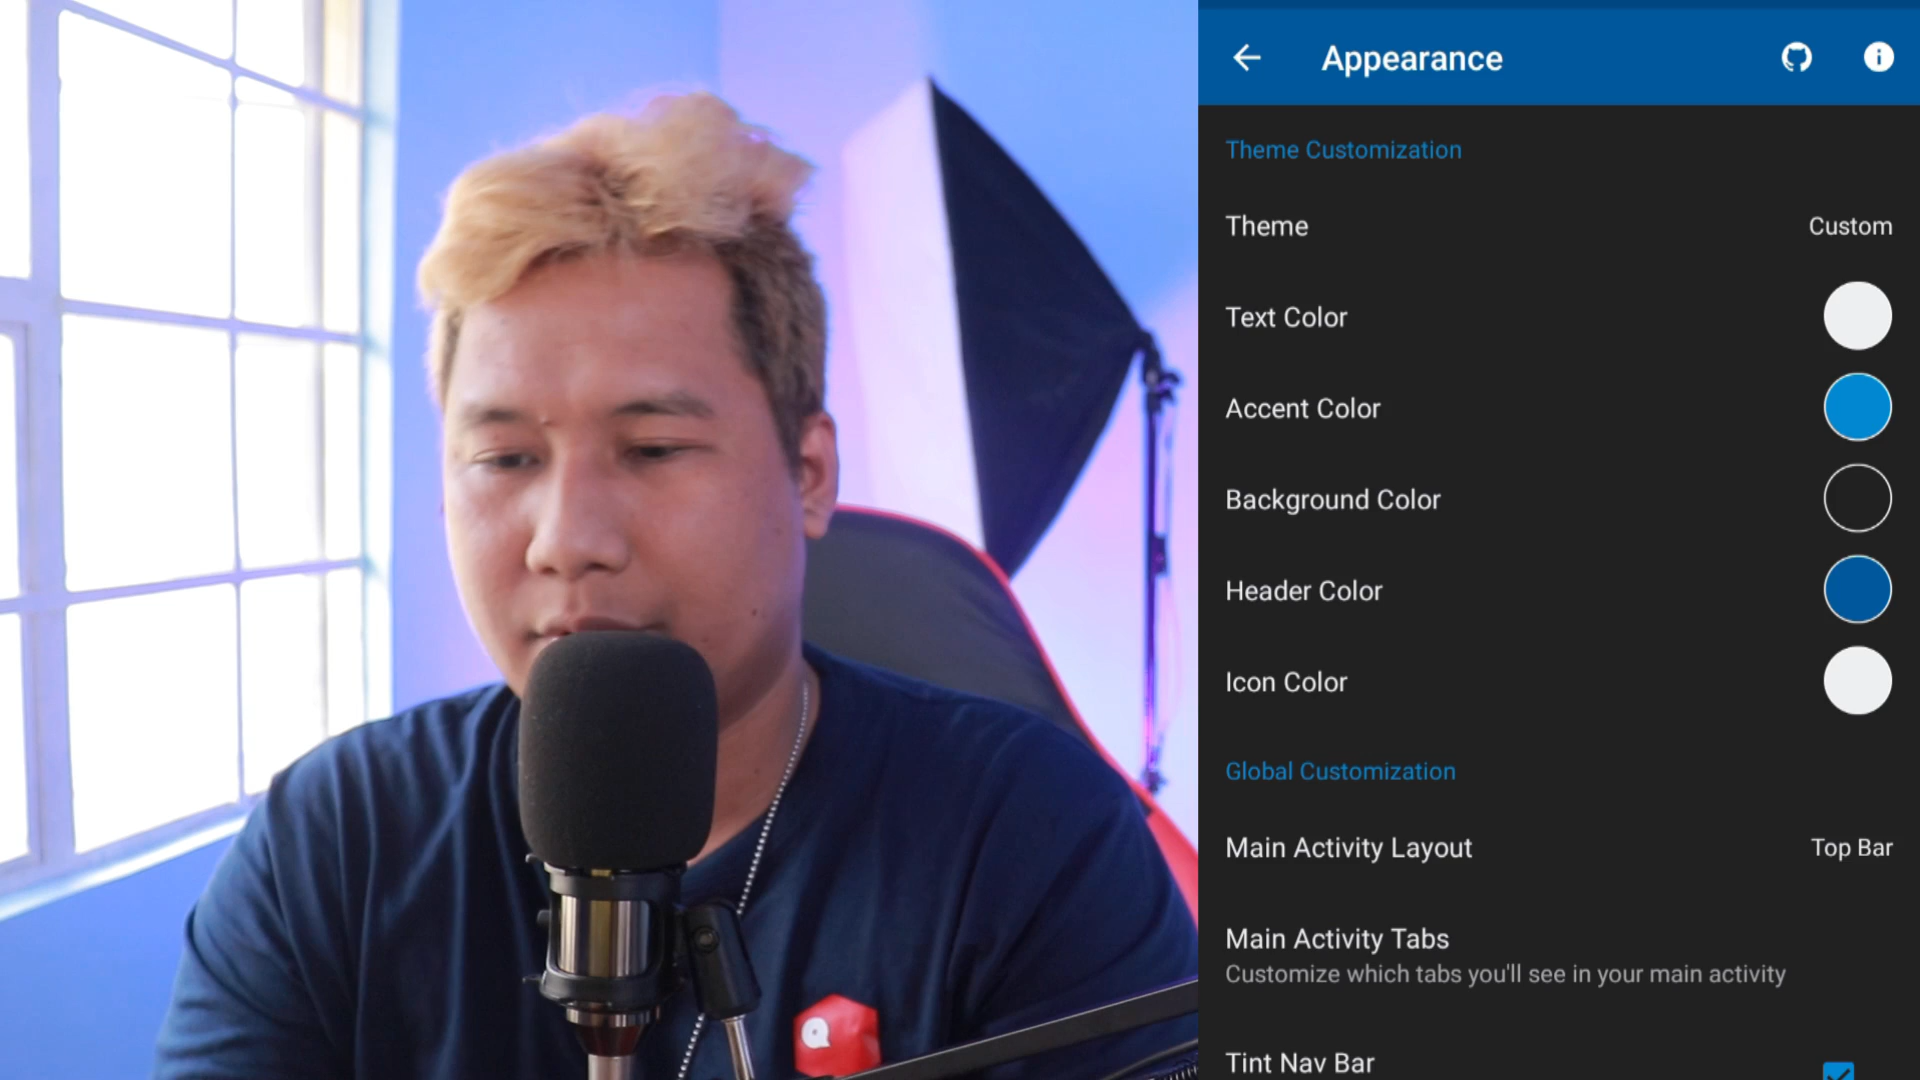 Appearance
Theme Customization
Theme Custom
Text Color
Accent Color
Background Color
Header Color
Icon Color
Global Customization
Main Activity Layout Top Bar
Main Activity Tabs
Customize which tabs you'll see in your main activity
Tint Nav Bar